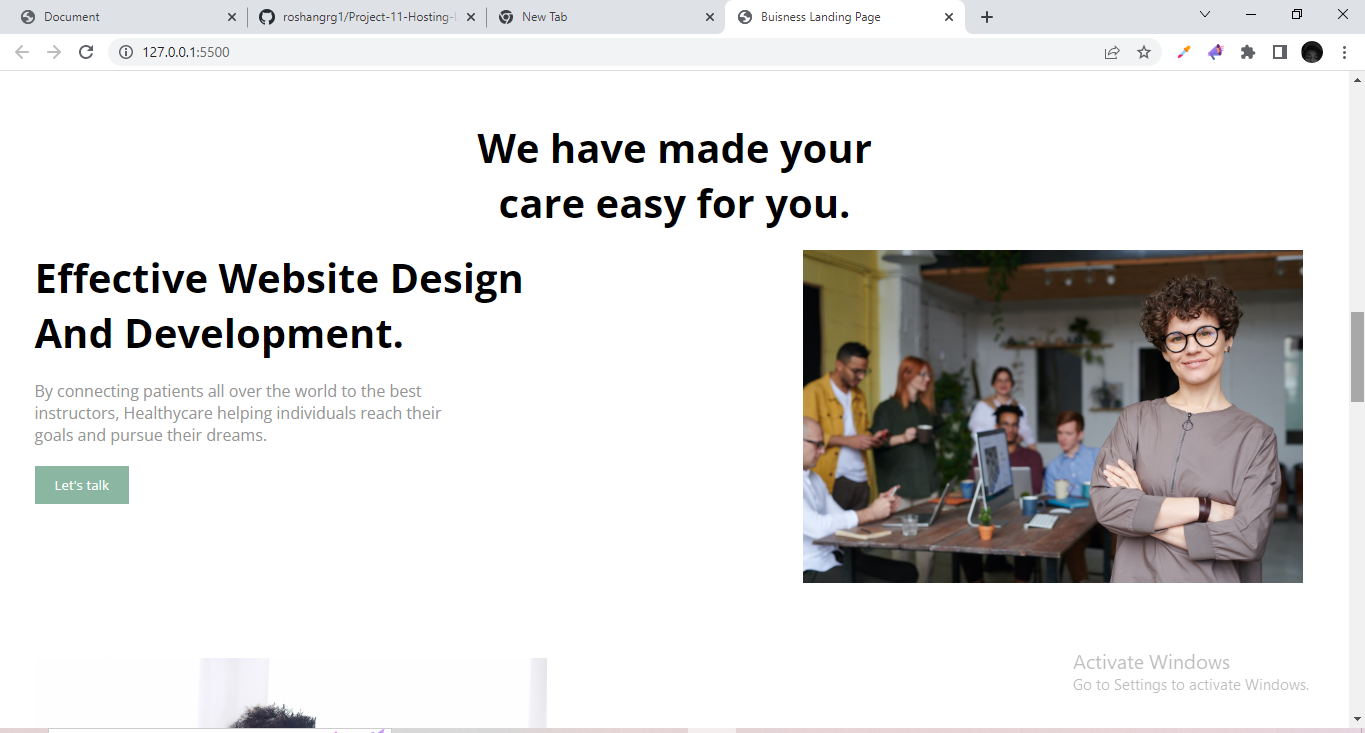 Document
roshangrg1/Project-11-Hosting-
New Tab
Buisness Landing Page
127.0.0.1:5500
We have made your
care easy for you.
Effective Website Design
And Development.
By connecting patients all over the world to the best
instructors, Healthycare helping individuals reach their
goals and pursue their dreams.
Let's talk
Activate Windows
Go to Settings to activate Windows.